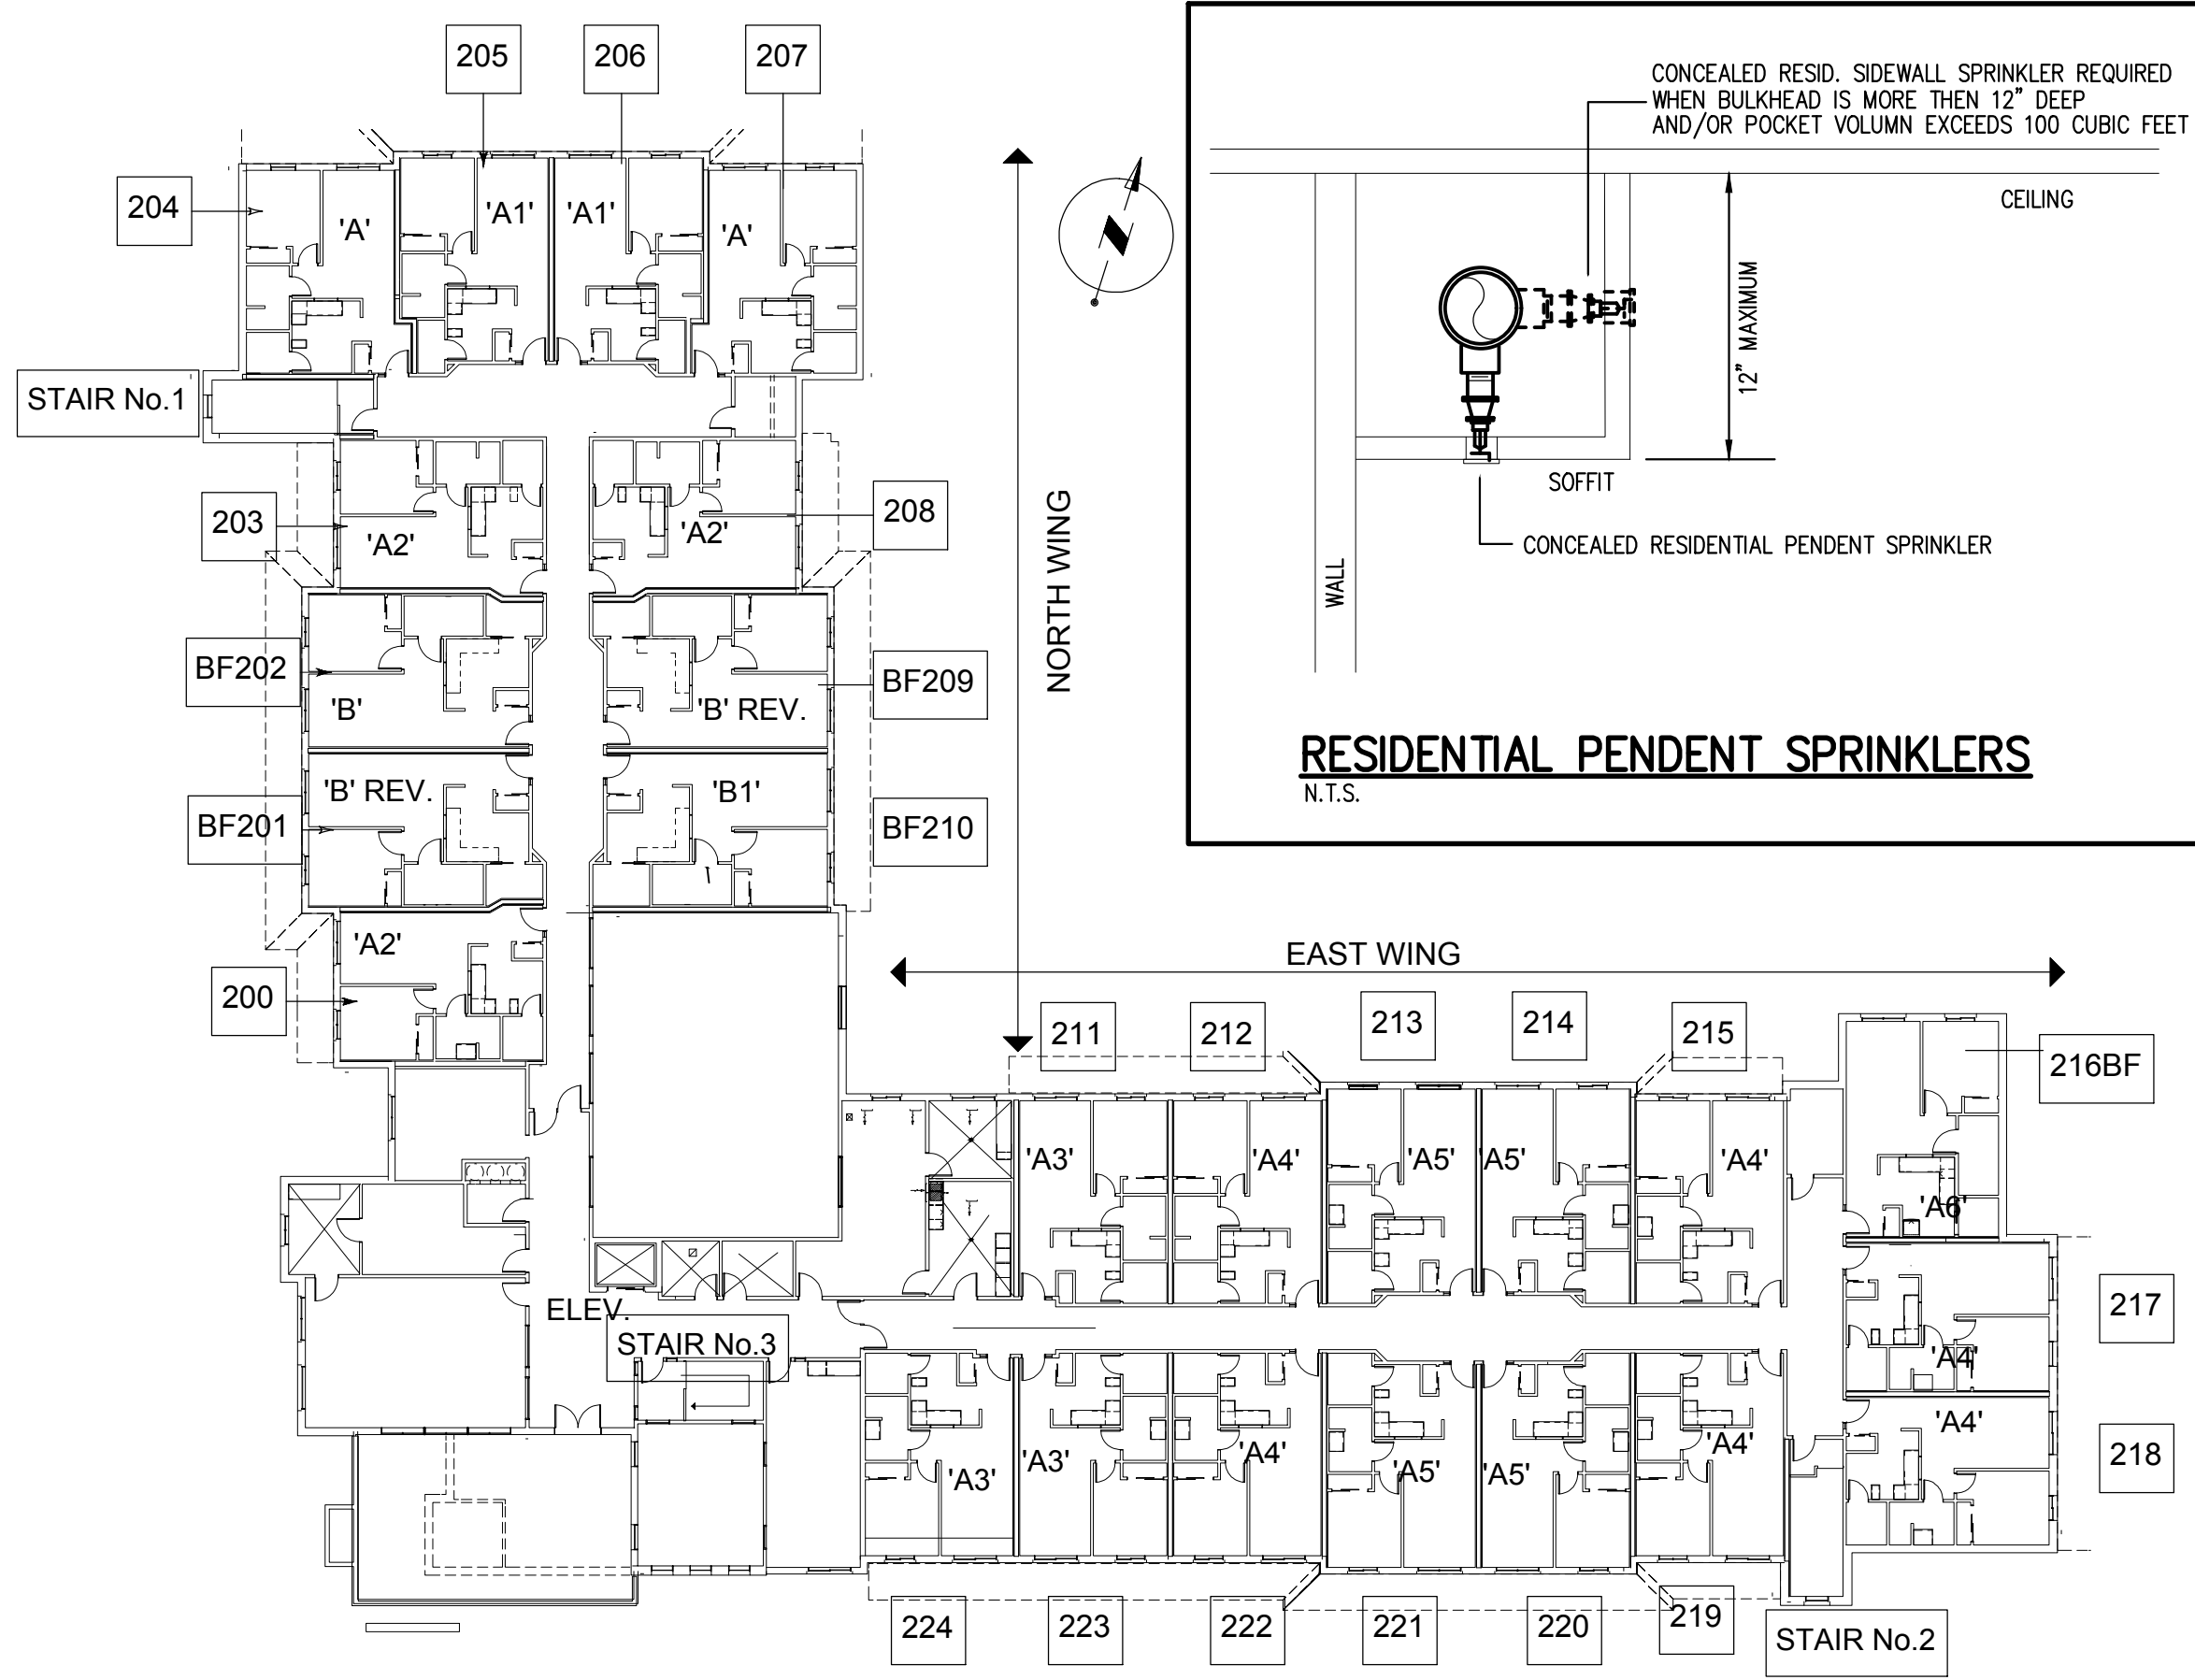 205
206
207
CONCEALED RESID. SIDEWALL SPRINKLER REQUIRED
WHEN BULKHEAD IS MORE THEN 12" DEEP
AND/OR POCKET VOLUMN EXCEEDS 100 CUBIC FEET
CEILING
12" MAXIMUM
SOFFIT
CONCEALED RESIDENTIAL PENDENT SPRINKLER
WALL
RESIDENTIAL PENDENT SPRINKLERS
N.T.S.
204
'A'
'A1'
'A1'
'A'
STAIR No.1
203
'A2'
'A2'
208
NORTH WING
BF202
'B'
'B' REV.
BF209
BF201
'B' REV.
'B1'
BF210
200
'A2'
EAST WING
211
212
213
214
215
216BF
'A3'
'A4'
'A5'
'A5'
'A4'
'A6'
217
'A4'
ELEV.
STAIR No.3
218
'A4'
'A3'
'A3'
'A4'
'A5'
'A5'
'A4'
224
223
222
221
220
219
STAIR No.2